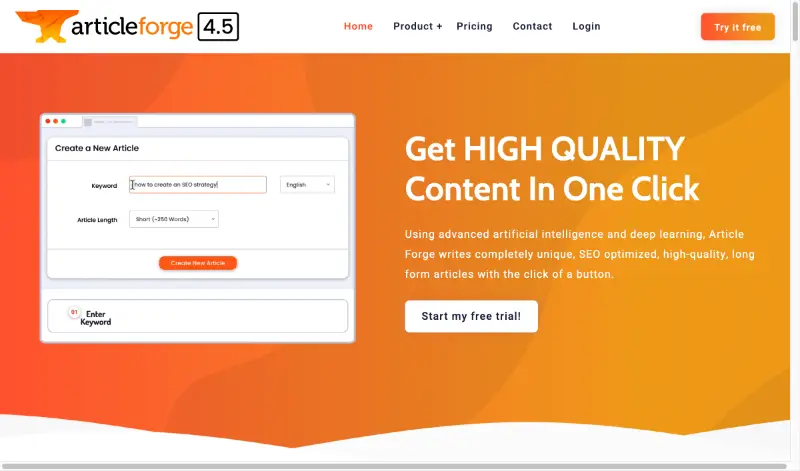 articleforge 4.5
Home Product + Pricing Contact Login
Try it free
Create a New Article
Keyword how to create an SEO strategy English
Article Length Short (~350 Words)
Create New Article
01 Enter
Keyword
Get HIGH QUALITY
Content In One Click
Using advanced artificial intelligence and deep learning, Article
Forge writes completely unique, SEO optimized, high-quality, long
form articles with the click of a button.
Start my free trial!